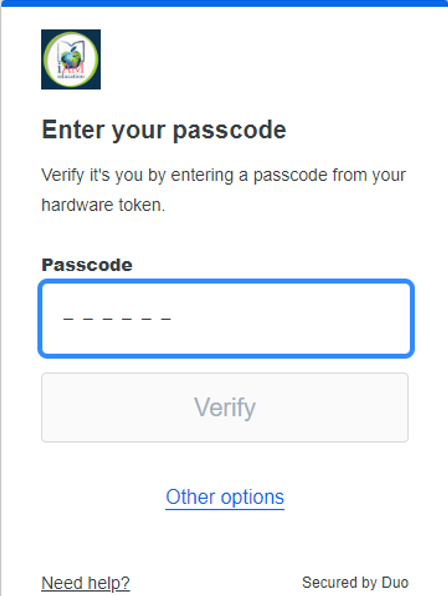 iAM
education
Enter your passcode
Verify it's you by entering a passcode from your
hardware token.
Passcode
_ _ _ _ _ _
Verify
Other options
Need help?
Secured by Duo